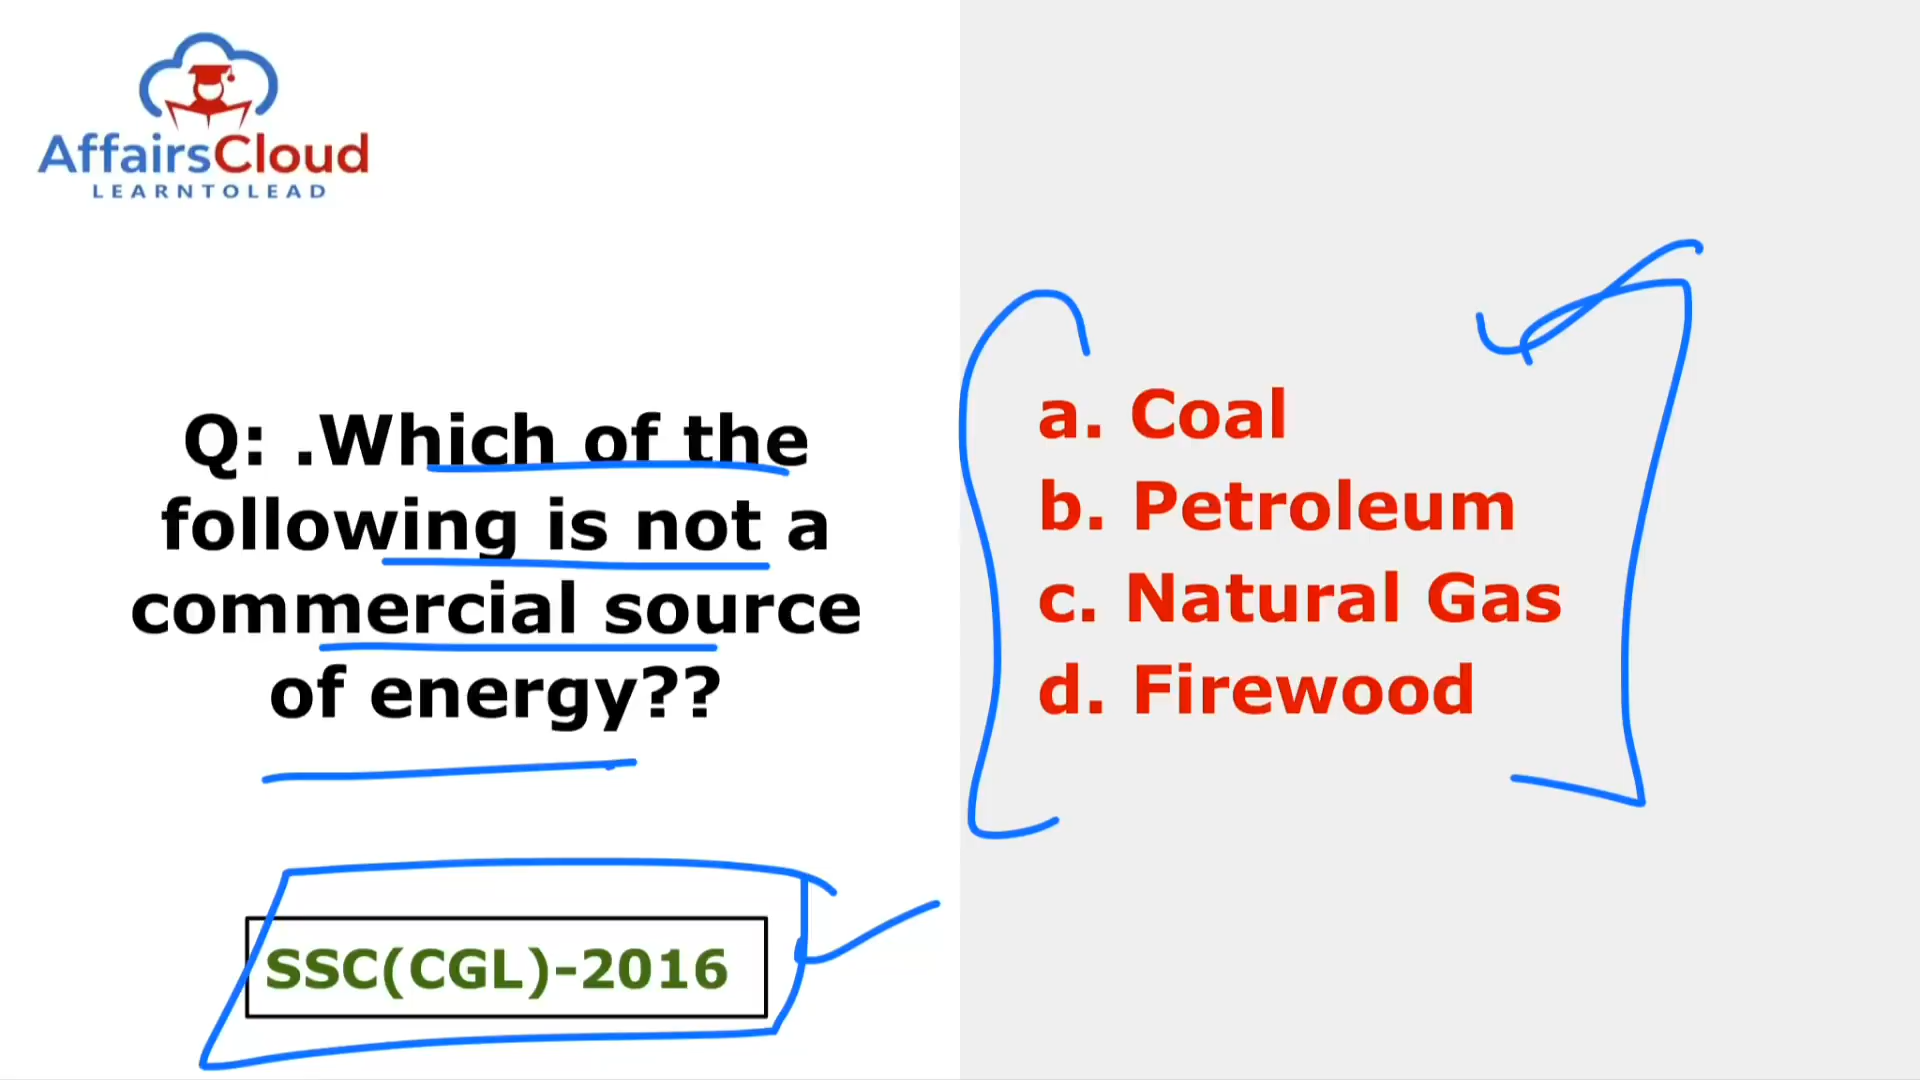 AffairsCloud
LEARNTOLEAD
Q: .Which of the
following is not a
commercial source
of energy??
SSC(CGL)-2016
a. Coal
b. Petroleum
c. Natural Gas
d. Firewood